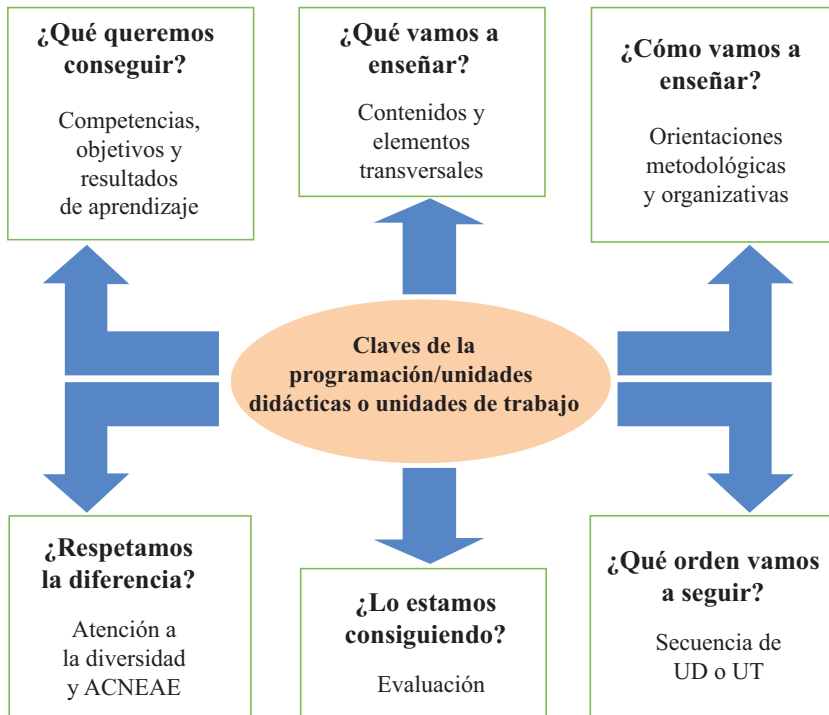 ¿Qué queremos
conseguir?
Competencias,
objetivos y
resultados
de aprendizaje
¿Qué vamos a
enseñar?
Contenidos y
elementos
transversales
¿Cómo vamos a
enseñar?
Orientaciones
metodológicas
y organizativas
Claves de la
programación/unidades
didácticas o unidades de trabajo
¿Respetamos
la diferencia?
Atención a
la diversidad
y ACNEAE
¿Lo estamos
consiguiendo?
Evaluación
¿Qué orden vamos
a seguir?
Secuencia de
UD o UT